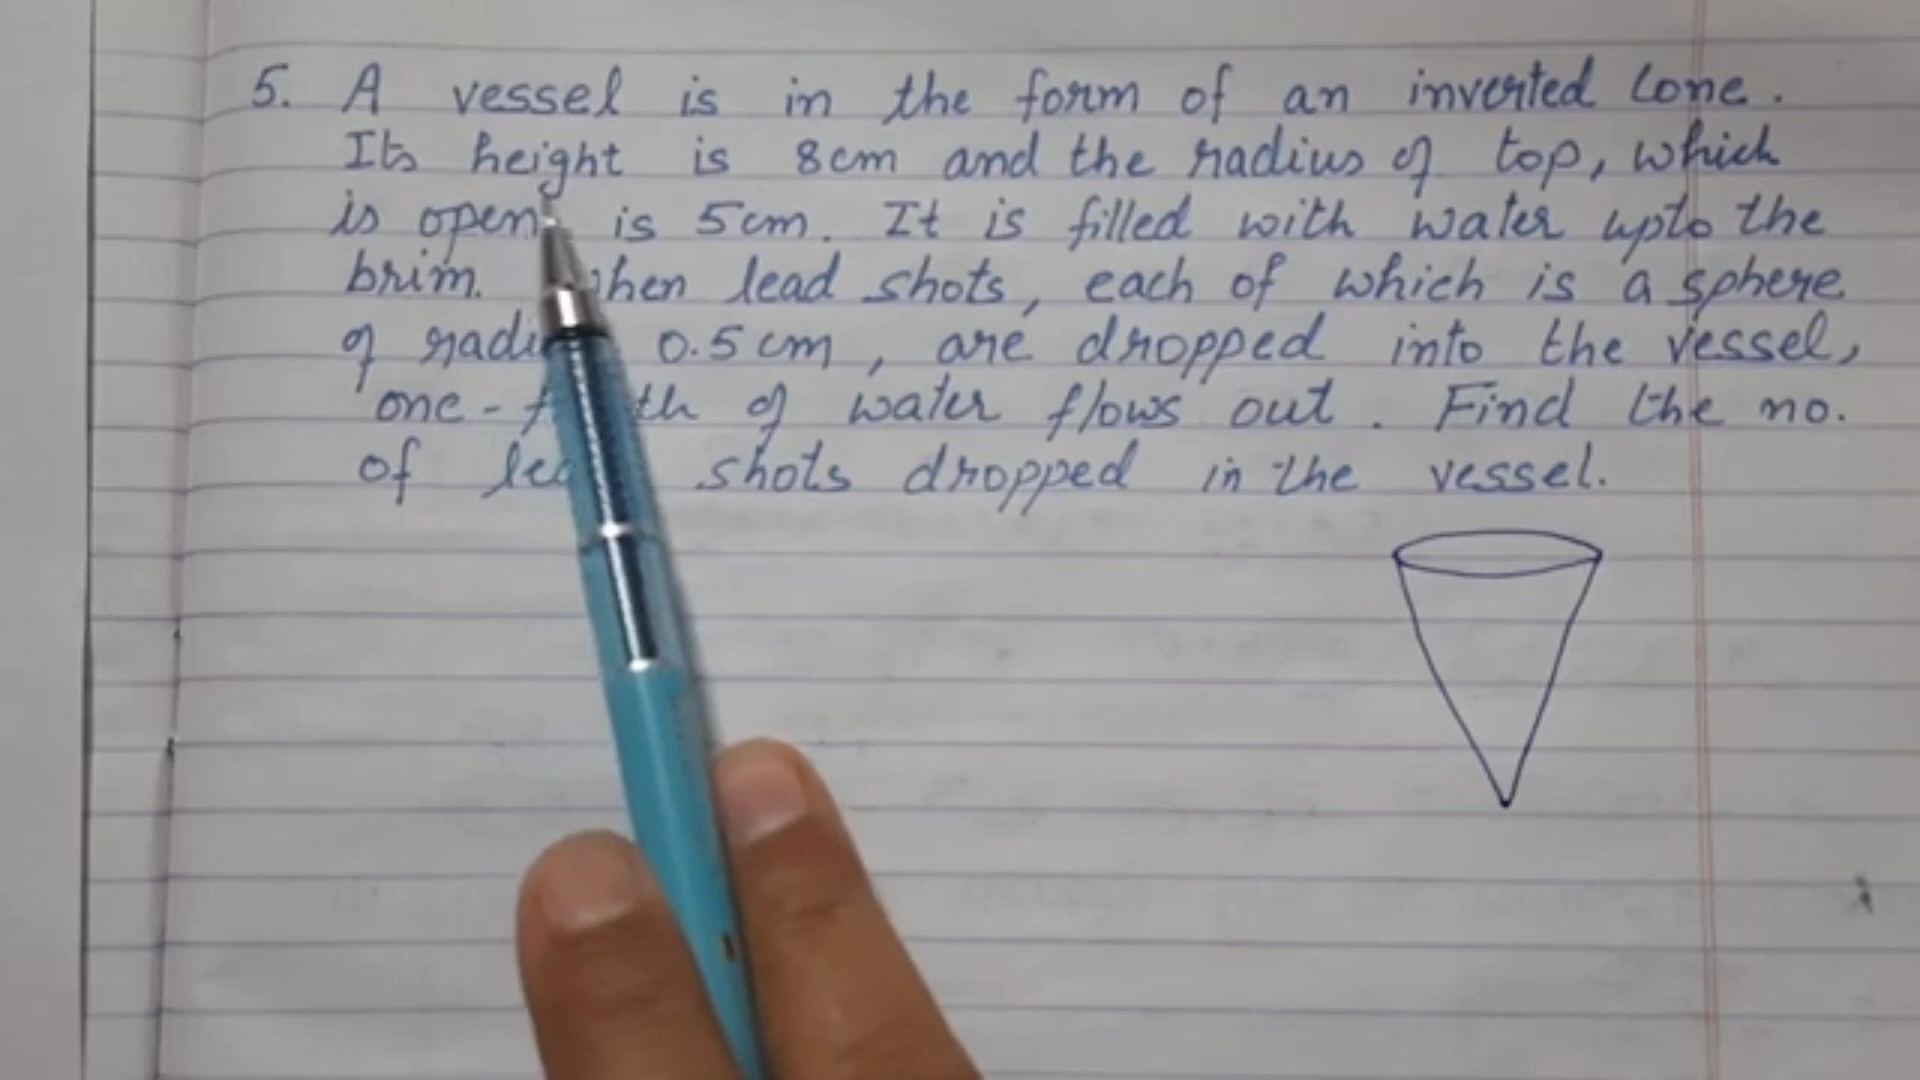 5. A vessel is in the form of an inverted Cone.
Its height is 8cm and the radius of top, which
is open is 5cm. It is filled with water upto the
brim. lead shots, each of which is a sphere
of 0.5cm, are dropped into the vessel,
one- of water flows out. Find the no.
of shots dropped in the vessel.